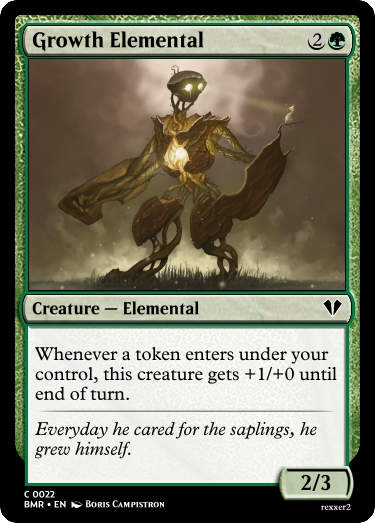 Growth Elemental 2
Creature — Elemental
Whenever a token enters under your
control, this creature gets +1/+0 until
end of turn.
Everyday he cared for the saplings, he
grew himself.
2/3
C 0022
BMR • EN Boris Campistron
rexxer2